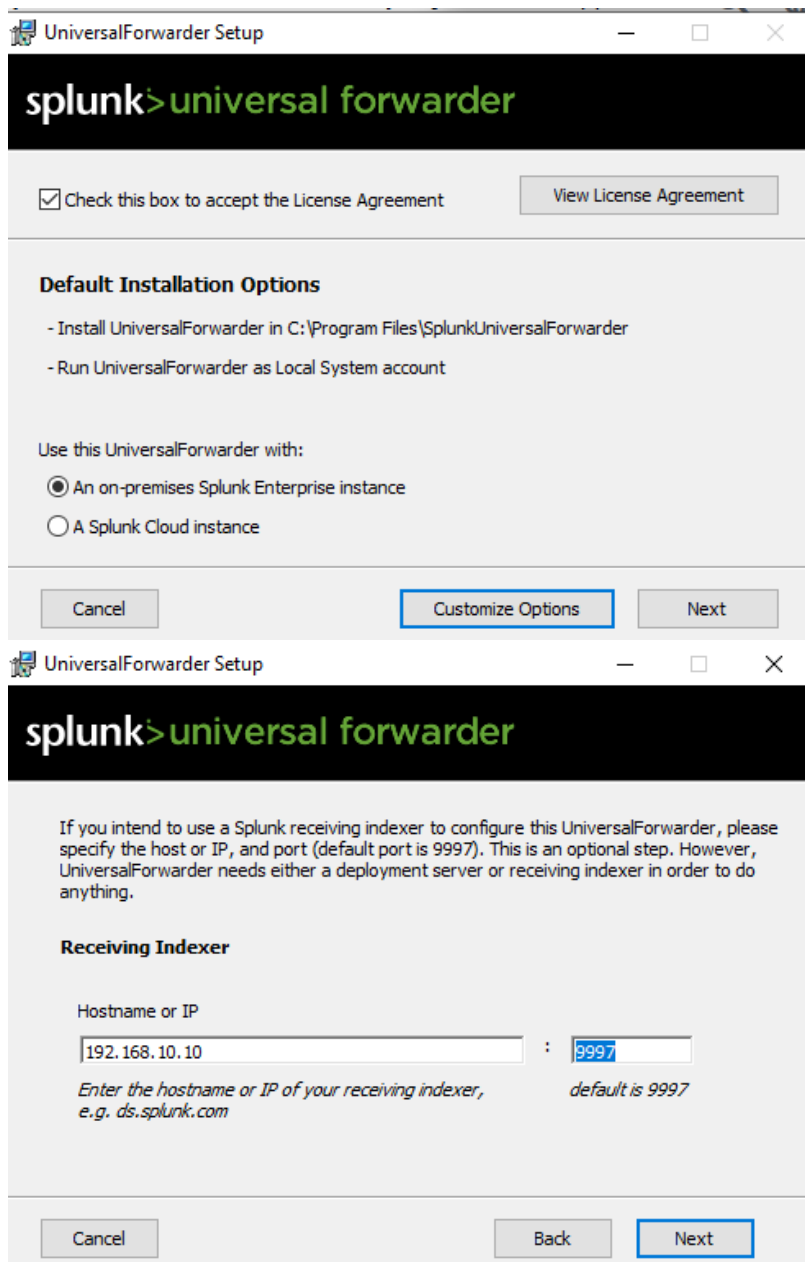 UniversalForwarder Setup
splunk>universal forwarder
Check this box to accept the License Agreement
View License Agreement
Default Installation Options
- Install UniversalForwarder in C:\Program Files\SplunkUniversalForwarder
- Run UniversalForwarder as Local System account
Use this UniversalForwarder with:
An on-premises Splunk Enterprise instance
A Splunk Cloud instance
Cancel
Customize Options
Next
UniversalForwarder Setup
splunk>universal forwarder
If you intend to use a Splunk receiving indexer to configure this UniversalForwarder, please
specify the host or IP, and port (default port is 9997). This is an optional step. However,
UniversalForwarder needs either a deployment server or receiving indexer in order to do
anything.
Receiving Indexer
Hostname or IP
192.168.10.10 : 9997
Enter the hostname or IP of your receiving indexer,
e.g. ds.splunk.com
default is 9997
Cancel
Back
Next